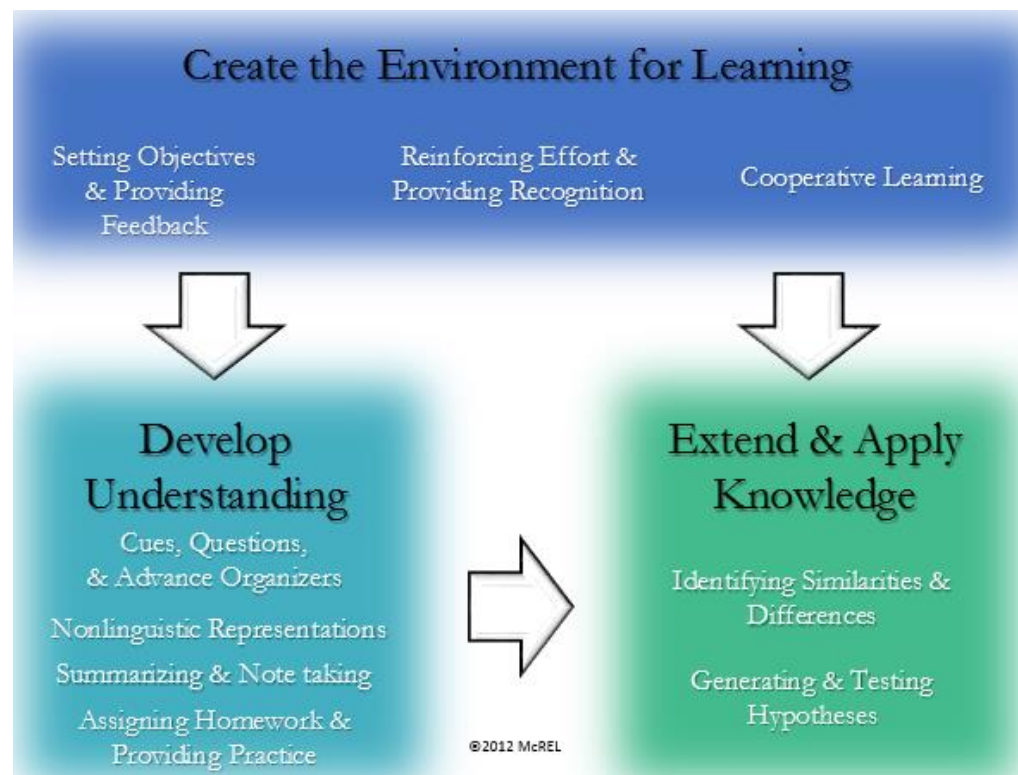 Create the Environment for Learning
Setting Objectives
& Providing
Feedback
Reinforcing Effort &
Providing Recognition
Cooperative Learning
Develop
Understanding
Cues, Questions,
& Advance Organizers
Nonlinguistic Representations
Summarizing & Note taking
Assigning Homework &
Providing Practice
Extend & Apply
Knowledge
Identifying Similarities &
Differences
Generating & Testing
Hypotheses
©2012 McREL